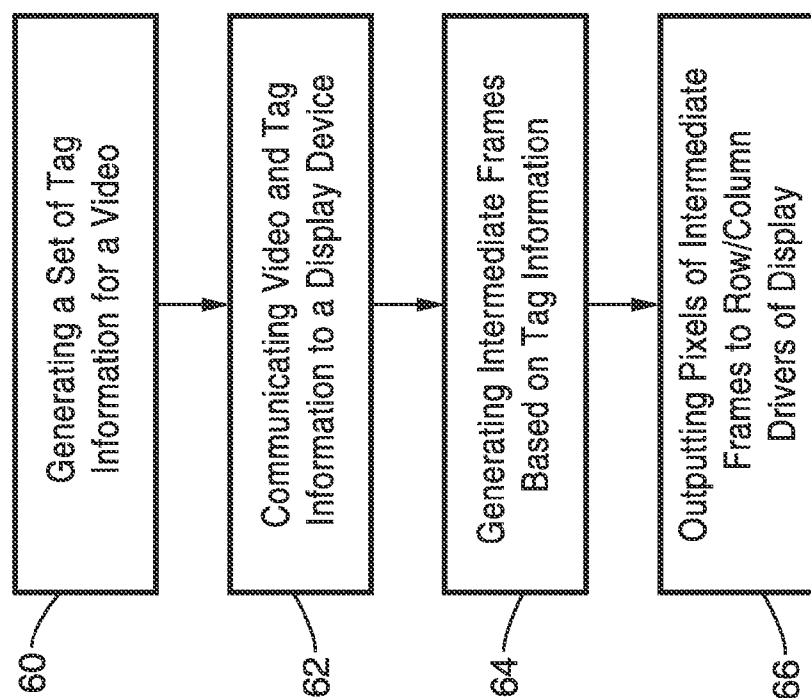 60
Generating a Set of Tag
Information for a Video
62
Communicating Video and Tag
Information to a Display Device
64
Generating Intermediate Frames
Based on Tag Information
66
Outputting Pixels of Intermediate
Frames to Row/Column
Drivers of Display